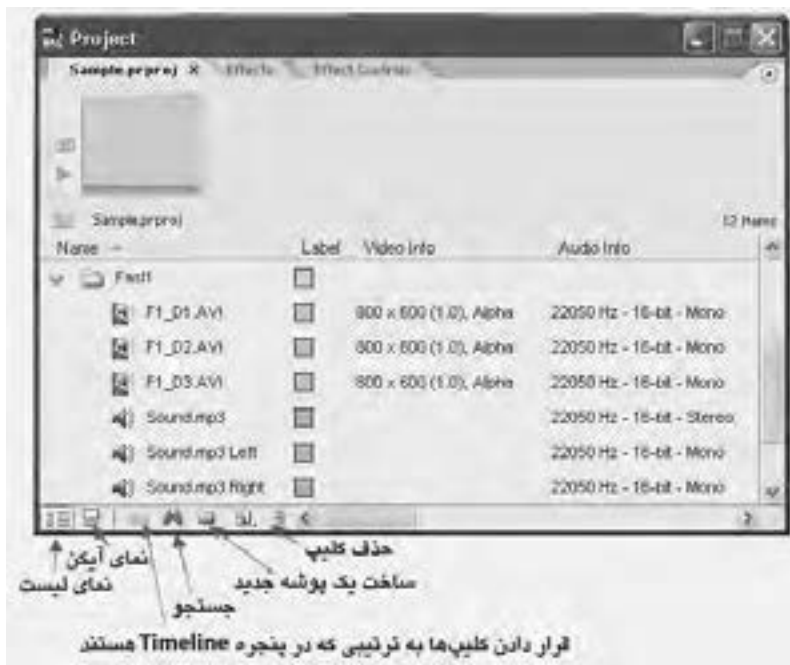 Project
Sample.prproj × Effects Effect Controls
Sample.prproj
12 Items
Name Label Video Info Audio Info
F1_01.AVI 800 x 600 (1.0), Alpha 22050 Hz - 16-bit - Mono
F1_02.AVI 800 x 600 (1.0), Alpha 22050 Hz - 16-bit - Mono
F1_03.AVI 800 x 600 (1.0), Alpha 22050 Hz - 16-bit - Mono
Sound.mp3 22050 Hz - 16-bit - Stereo
Sound.mp3 Left 22050 Hz - 16-bit - Mono
Sound.mp3 Right 22050 Hz - 16-bit - Mono
حذف کلیپ
نمای آیکن
ساخت یک پوشه جدید
نمای لیست
جستجو
قرار دادن کلیپ‌ها به ترتیبی که در پنجره Timeline هستند